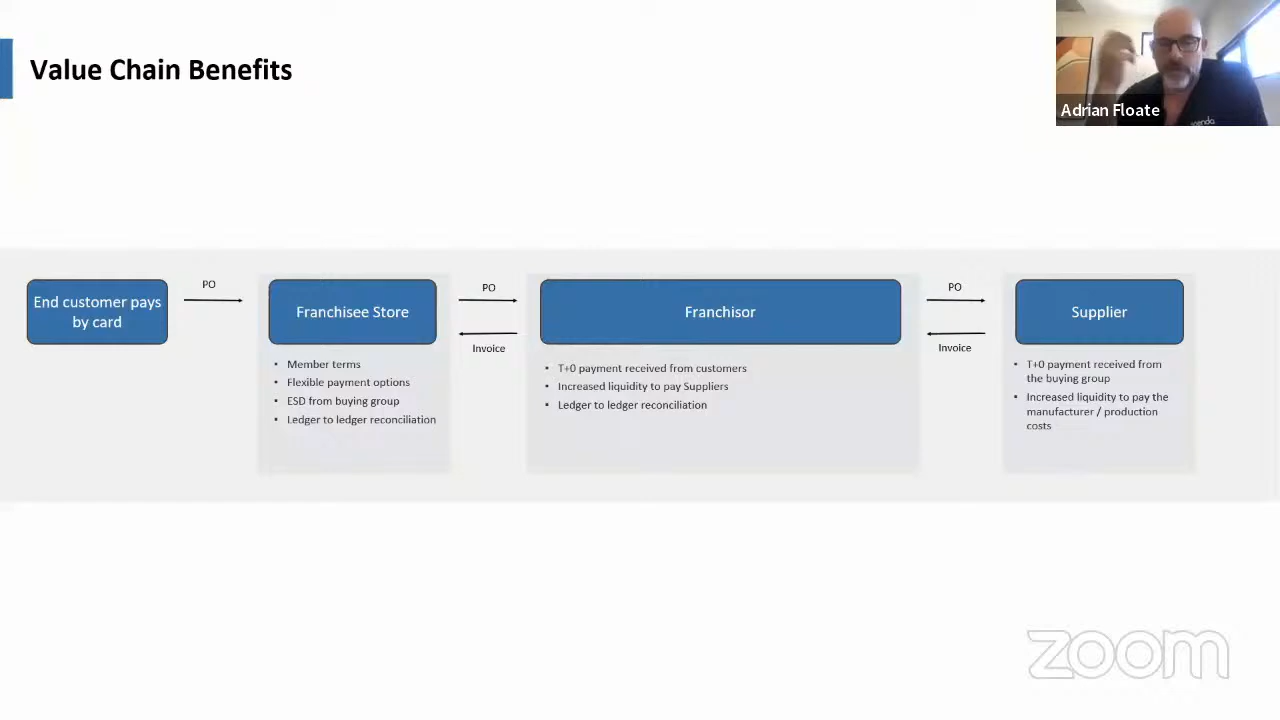 Value Chain Benefits
Adrian Floate
End customer pays
by card
PO
Franchisee Store
• Member terms
• Flexible payment options
• ESD from buying group
• Ledger to ledger reconciliation
PO
Invoice
Franchisor
• T+0 payment received from customers
• Increased liquidity to pay Suppliers
• Ledger to ledger reconciliation
PO
Invoice
Supplier
• T+0 payment received from
the buying group
• Increased liquidity to pay the
manufacturer / production
costs
zoom